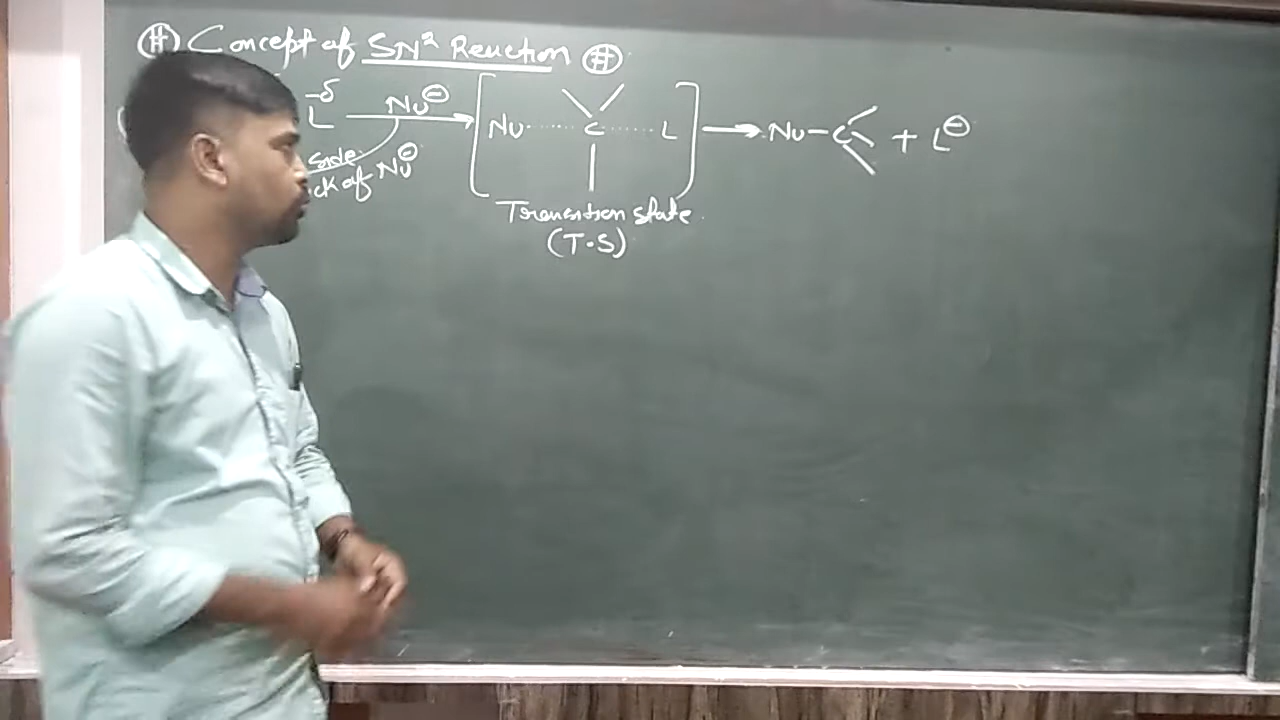 (#) Concept of SN² Reaction (#)
-δ
L Nu⊖ [Nu......C......L] → Nu-C + L⊖
side
ck of Nu⊖
Transition state
(T.S)